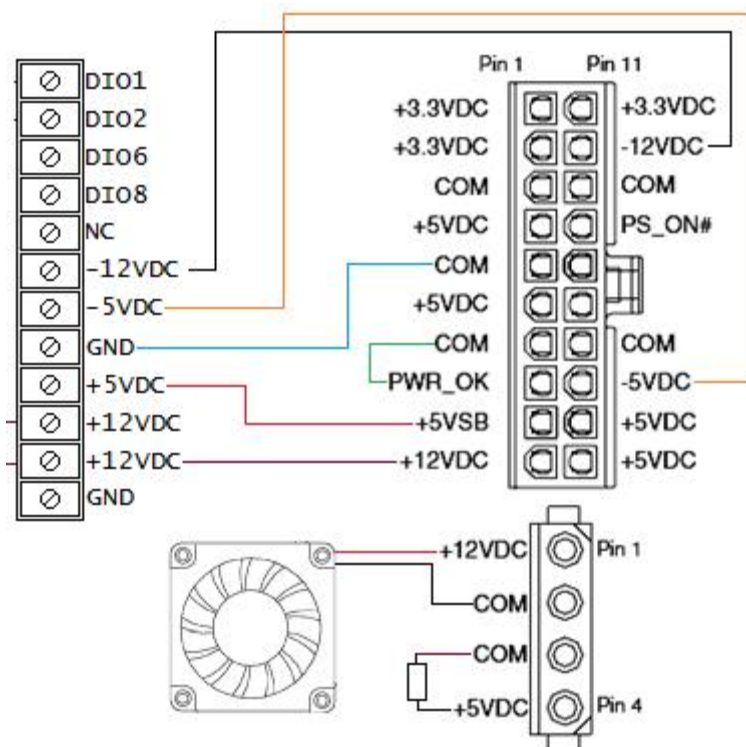 DIO1
DIO2
DIO6
DIO8
NC
-12VDC
-5VDC
GND
+5VDC
+12VDC
+12VDC
GND
Pin 1 Pin 11
+3.3VDC +3.3VDC
+3.3VDC -12VDC
COM COM
+5VDC PS_ON#
COM
+5VDC
COM COM
PWR_OK -5VDC
+5VSB +5VDC
+12VDC +5VDC
+12VDC Pin 1
COM
COM
+5VDC Pin 4